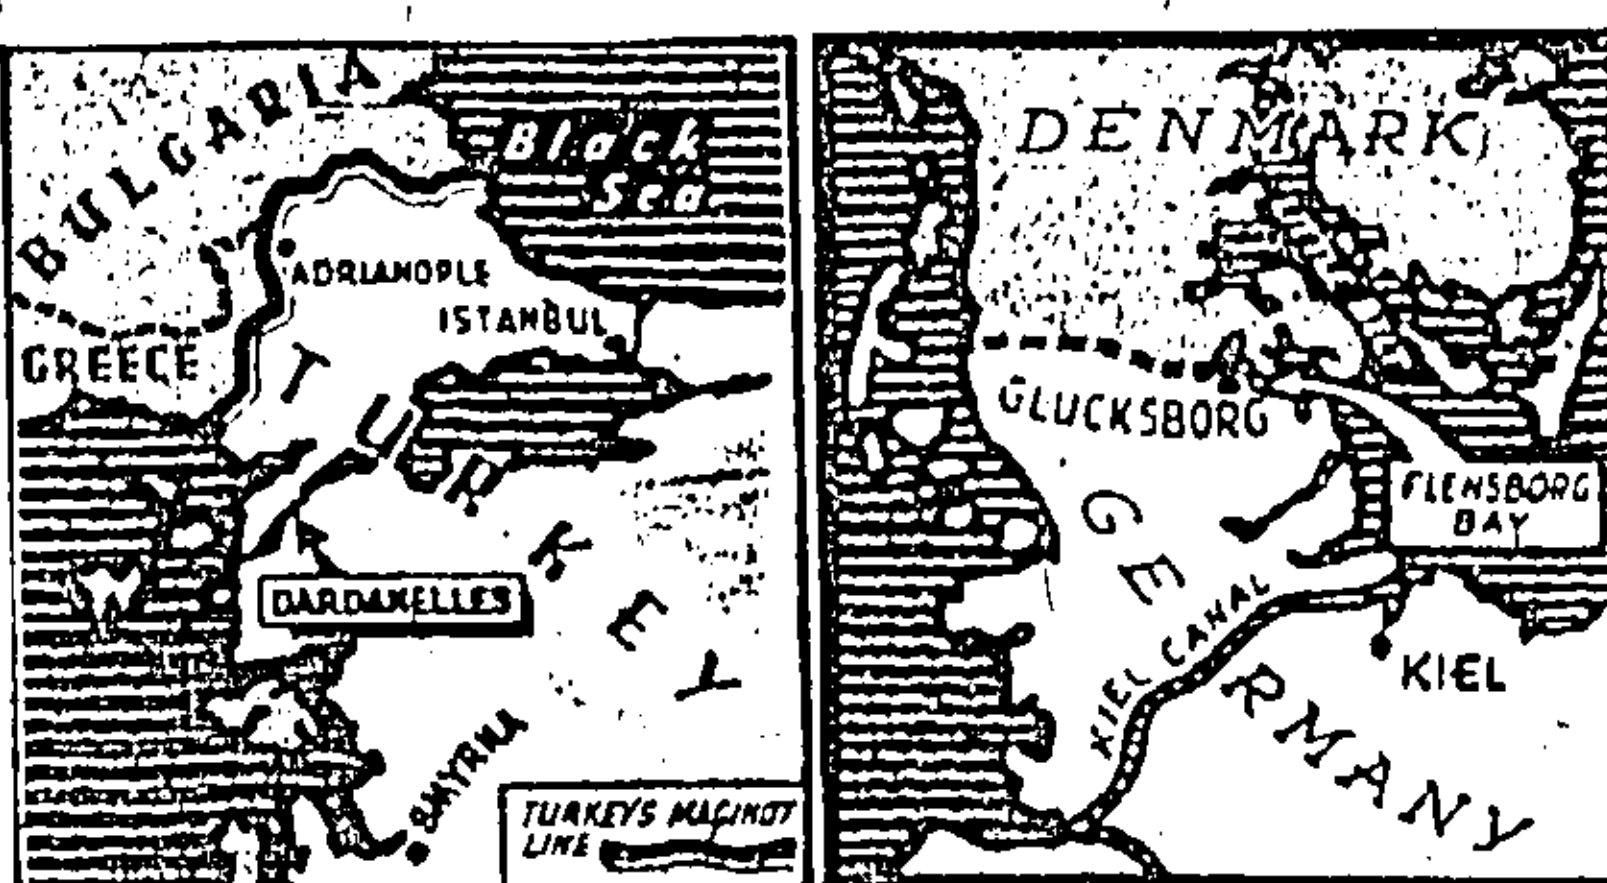 BULGARIA
Black
Sea
ADRIANOPLE
ISTANBUL
GREECE
TURKEY
DARDANELLES
SMYRNA
TURKEY'S MAGINOT
LINE
DENMARK
GLUCKSBORG
FLENSBORG
BAY
GERMANY
KIEL CANAL
KIEL